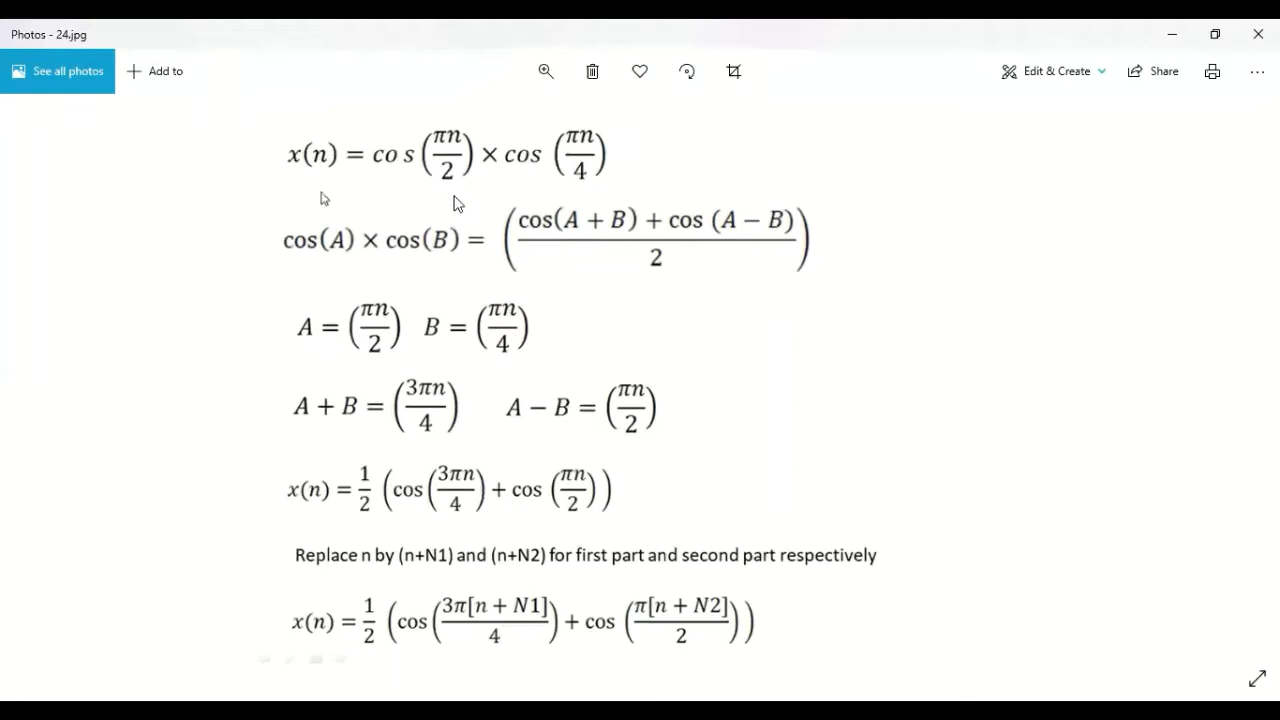 Photos - 24.jpg
See all photos + Add to Edit & Create Share
x(n) = cos(πn/2) × cos (πn/4)
cos(A) × cos(B) = ((cos(A + B) + cos (A − B))/2)
A = (πn/2) B = (πn/4)
A + B = (3πn/4) A − B = (πn/2)
x(n) = 1/2 (cos(3πn/4) + cos (πn/2))
Replace n by (n+N1) and (n+N2) for first part and second part respectively
x(n) = 1/2 (cos(3π[n + N1]/4) + cos (π[n + N2]/2))